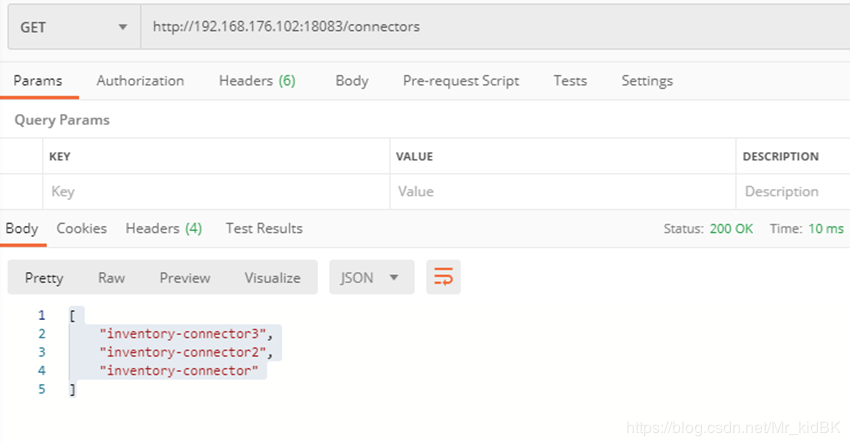 GET http://192.168.176.102:18083/connectors
Params Authorization Headers (6) Body Pre-request Script Tests Settings
Query Params
KEY VALUE DESCRIPTION
Key Value Description
Body Cookies Headers (4) Test Results Status: 200 OK Time: 10 ms
Pretty Raw Preview Visualize JSON
1 [
2 "inventory-connector3",
3 "inventory-connector2",
4 "inventory-connector"
5 ]
https://blog.csdn.net/Mr_kidBK